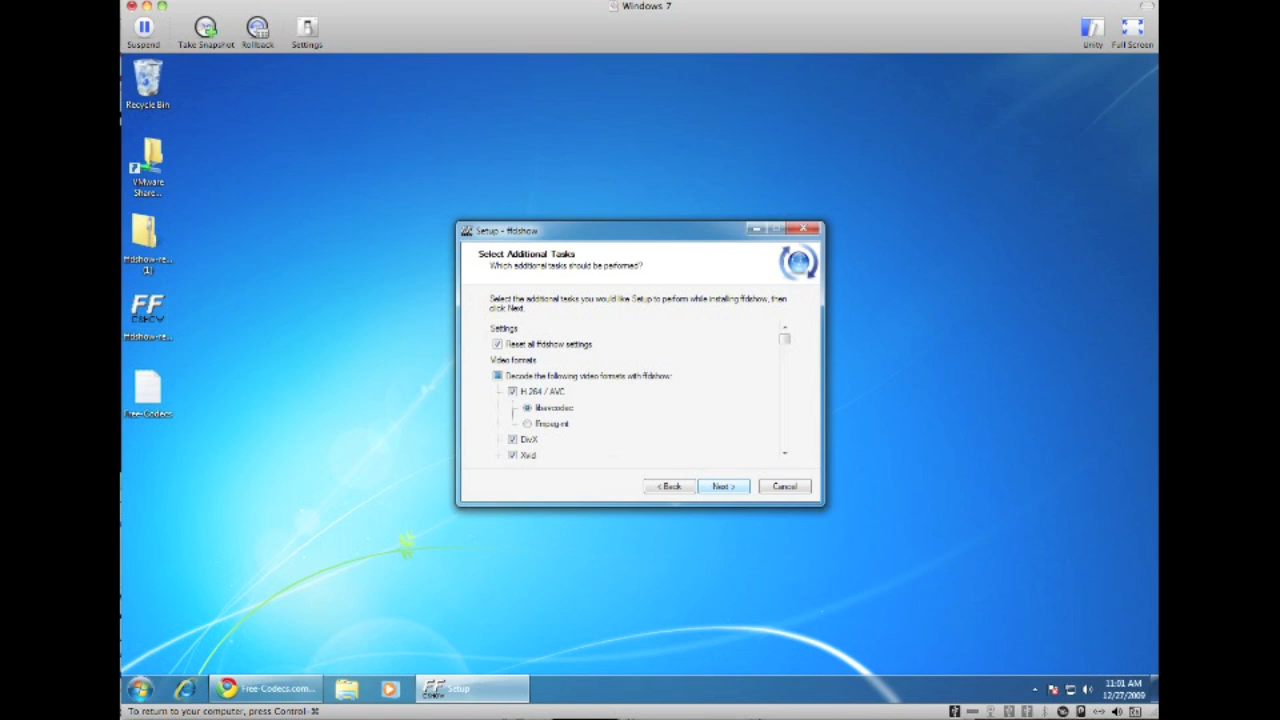 Windows 7
Suspend
Take Snapshot
Rollback
Settings
Unity
Full Screen
Recycle Bin
VMware
Share...
ffdshow-re...
(1)
FF
DSHOW
ffdshow-re...
Free-Codecs
Setup - ffdshow
Select Additional Tasks
Which additional tasks should be performed?
Select the additional tasks you would like Setup to perform while installing ffdshow, then
click Next.
Settings
Reset all ffdshow settings
Video formats
Decode the following video formats with ffdshow:
H.264 / AVC
libavcodec
ffmpeg-mt
DivX
Xvid
< Back
Next >
Cancel
Free-Codecs.com...
FF
DSHOW
Setup
11:01 AM
12/27/2009
To return to your computer, press Control-⌘